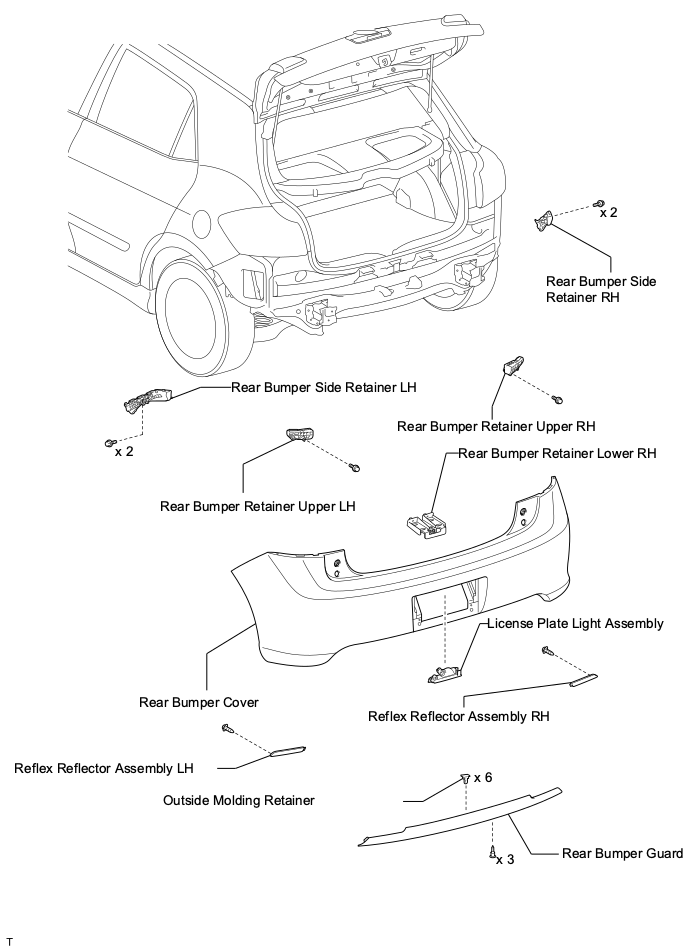 x 2
Rear Bumper Side
Retainer RH
Rear Bumper Side Retainer LH
x 2
Rear Bumper Retainer Upper RH
Rear Bumper Retainer Lower RH
Rear Bumper Retainer Upper LH
License Plate Light Assembly
Rear Bumper Cover
Reflex Reflector Assembly RH
Reflex Reflector Assembly LH
x 6
Outside Molding Retainer
Rear Bumper Guard
x 3
T